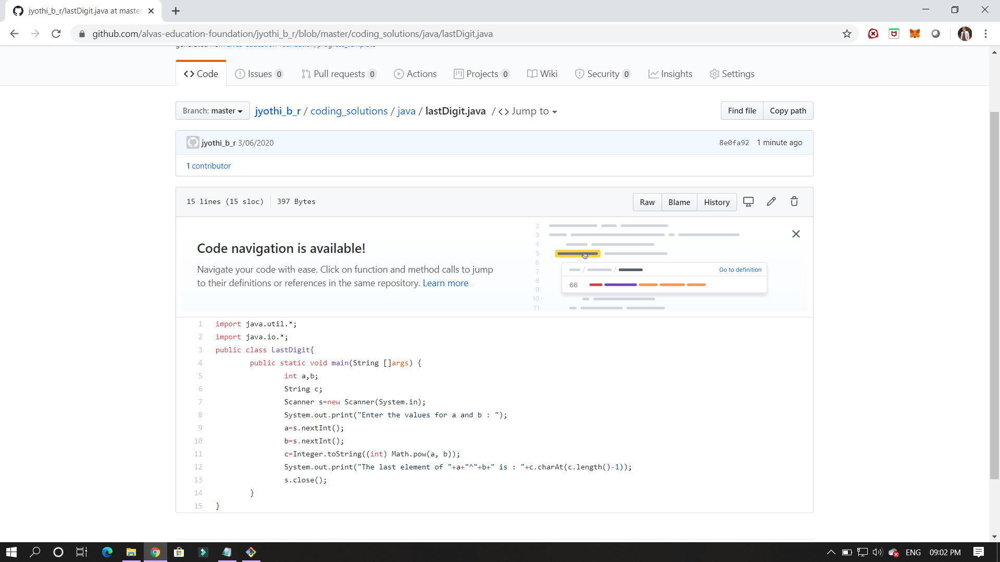 jyothi_b_r/lastDigit.java at master
github.com/alvas-education-foundation/jyothi_b_r/blob/master/coding_solutions/java/lastDigit.java
generated from alvas-education-foundation/progress_template
Code Issues 0 Pull requests 0 Actions Projects 0 Wiki Security 0 Insights Settings
Branch: master jyothi_b_r / coding_solutions / java / lastDigit.java / Jump to Find file Copy path
jyothi_b_r 3/06/2020 8e0fa92 1 minute ago
1 contributor
15 lines (15 sloc) 397 Bytes Raw Blame History
Code navigation is available!
Navigate your code with ease. Click on function and method calls to jump
to their definitions or references in the same repository. Learn more
2
3
4
5
6
7
8
9
10
11
/ / Go to definition
66
1 import java.util.*;
2 import java.io.*;
3 public class LastDigit{
4 public static void main(String []args) {
5 int a,b;
6 String c;
7 Scanner s=new Scanner(System.in);
8 System.out.print("Enter the values for a and b : ");
9 a=s.nextInt();
10 b=s.nextInt();
11 c=Integer.toString((int) Math.pow(a, b));
12 System.out.print("The last element of "+a+"^"+b+" is : "+c.charAt(c.length()-1));
13 s.close();
14 }
15 }
ENG 09:02 PM